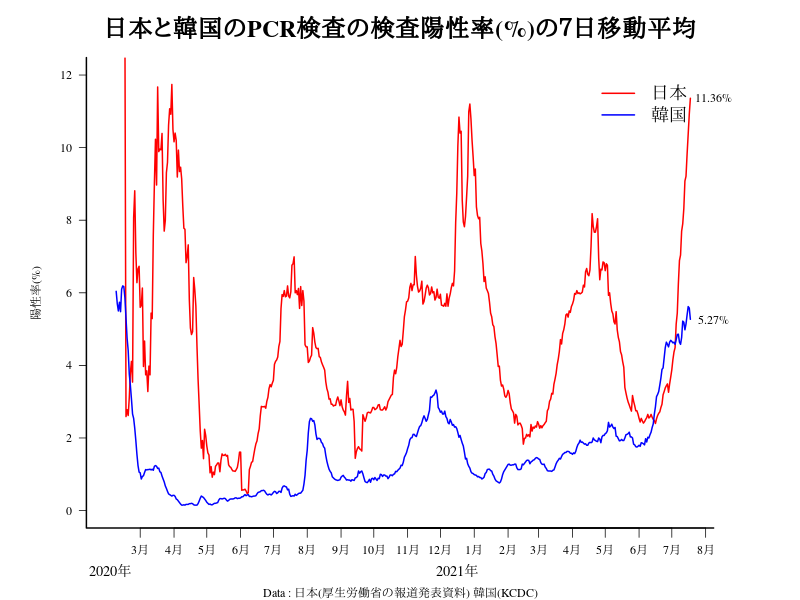 日本と韓国のPCR検査の検査陽性率(%)の7日移動平均
日本 11.36%
韓国
陽性率(%)
12
10
8
6
4
2
0
5.27%
3月 4月 5月 6月 7月 8月 9月 10月 11月 12月 1月 2月 3月 4月 5月 6月 7月 8月
2020年 2021年
Data : 日本(厚生労働省の報道発表資料) 韓国(KCDC)